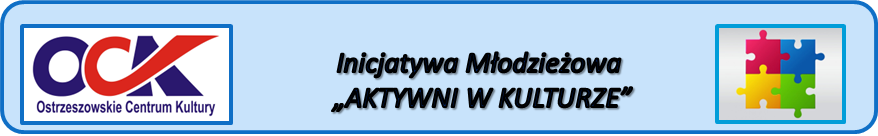 OCK
Ostrzeszowskie Centrum Kultury
Inicjatywa Młodzieżowa
„AKTYWNI W KULTURZE”